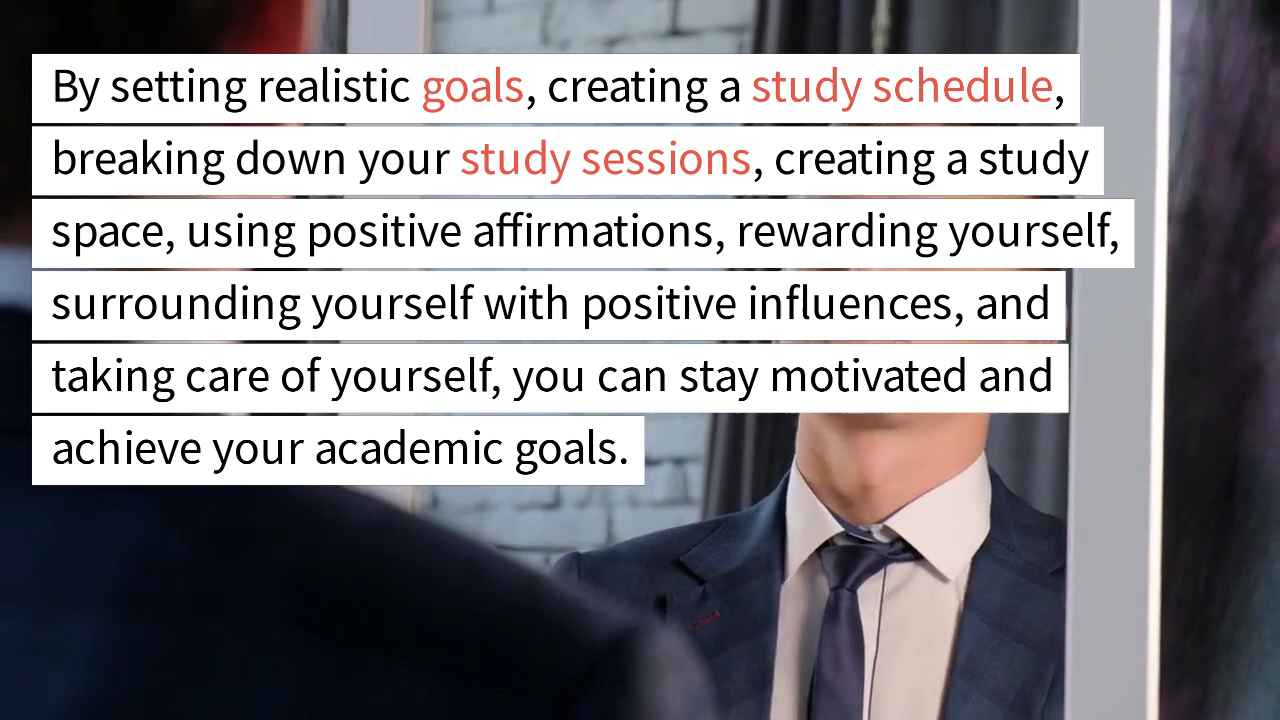 By setting realistic goals, creating a study schedule,
breaking down your study sessions, creating a study
space, using positive affirmations, rewarding yourself,
surrounding yourself with positive influences, and
taking care of yourself, you can stay motivated and
achieve your academic goals.